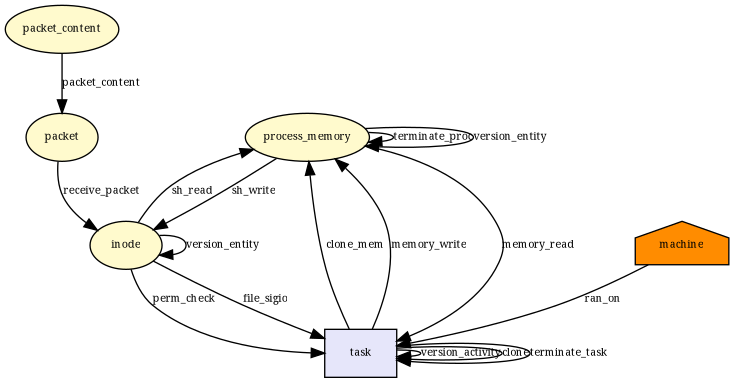 packet_content
packet_content
packet
process_memory
terminate_proc
version_entity
receive_packet
sh_read
sh_write
inode
version_entity
clone_mem
memory_write
memory_read
machine
perm_check
file_sigio
ran_on
task
version_activity
clone
terminate_task